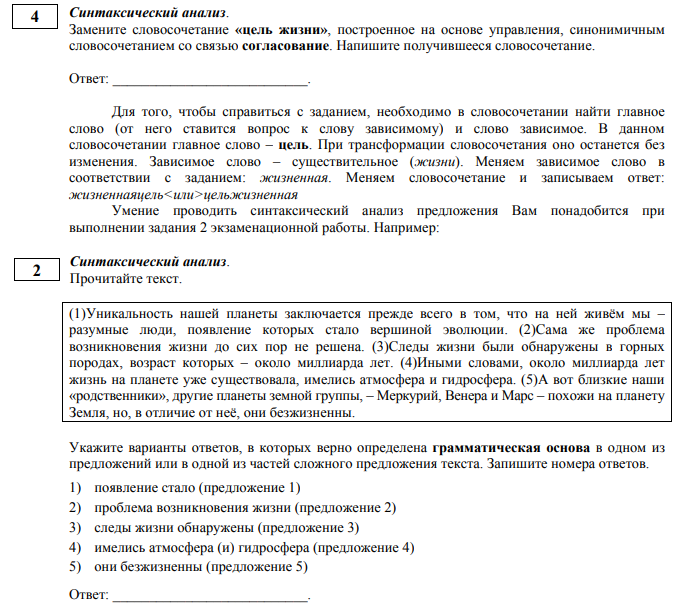 4
Синтаксический анализ.
Замените словосочетание «цель жизни», построенное на основе управления, синонимичным
словосочетанием со связью согласование. Напишите получившееся словосочетание.
Ответ: ___________________________.
Для того, чтобы справиться с заданием, необходимо в словосочетании найти главное
слово (от него ставится вопрос к слову зависимому) и слово зависимое. В данном
словосочетании главное слово – цель. При трансформации словосочетания оно останется без
изменения. Зависимое слово – существительное (жизни). Меняем зависимое слово в
соответствии с заданием: жизненная. Меняем словосочетание и записываем ответ:
жизненнаяцель<или>цельжизненная
Умение проводить синтаксический анализ предложения Вам понадобится при
выполнении задания 2 экзаменационной работы. Например:
2
Синтаксический анализ.
Прочитайте текст.
(1)Уникальность нашей планеты заключается прежде всего в том, что на ней живём мы –
разумные люди, появление которых стало вершиной эволюции. (2)Сама же проблема
возникновения жизни до сих пор не решена. (3)Следы жизни были обнаружены в горных
породах, возраст которых – около миллиарда лет. (4)Иными словами, около миллиарда лет
жизнь на планете уже существовала, имелись атмосфера и гидросфера. (5)А вот близкие наши
«родственники», другие планеты земной группы, – Меркурий, Венера и Марс – похожи на планету
Земля, но, в отличие от неё, они безжизненны.
Укажите варианты ответов, в которых верно определена грамматическая основа в одном из
предложений или в одной из частей сложного предложения текста. Запишите номера ответов.
1) появление стало (предложение 1)
2) проблема возникновения жизни (предложение 2)
3) следы жизни обнаружены (предложение 3)
4) имелись атмосфера (и) гидросфера (предложение 4)
5) они безжизненны (предложение 5)
Ответ: ___________________________.